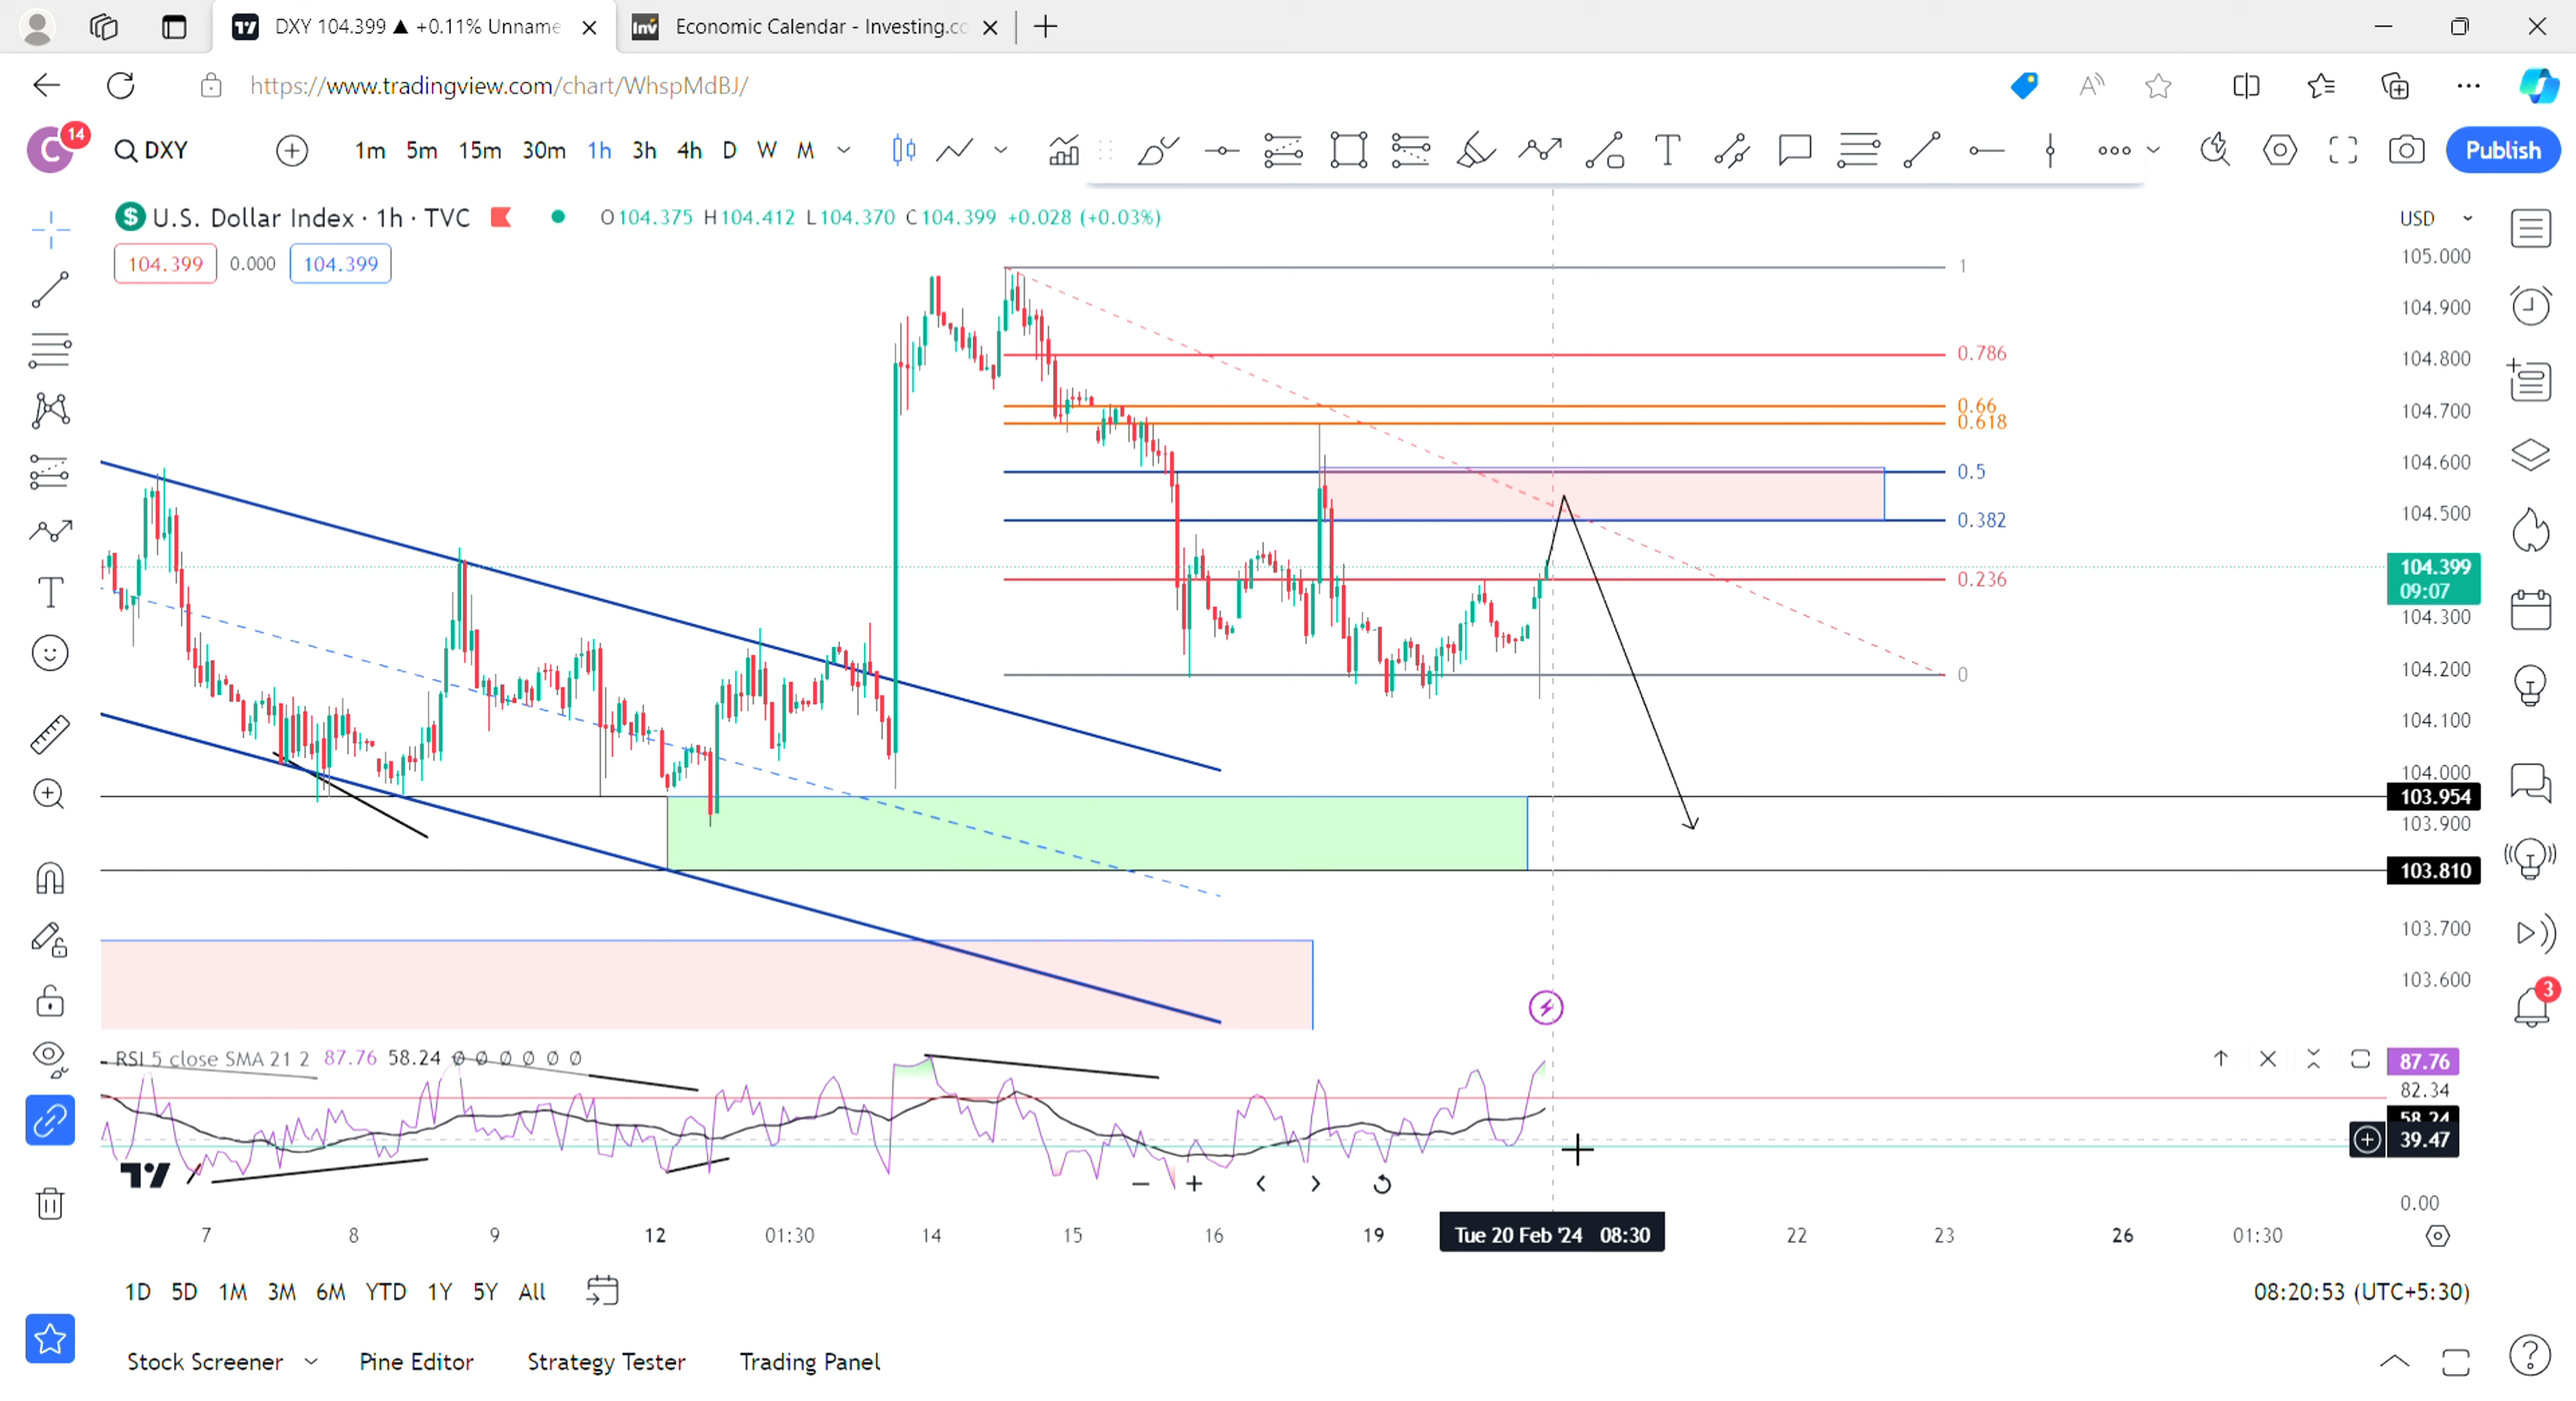 DXY 104.399 ▲ +0.11% Unname
Inv Economic Calendar - Investing.co
https://www.tradingview.com/chart/WhspMdBJ/
C 14 DXY 1m 5m 15m 30m 1h 3h 4h D W M T Publish
$ U.S. Dollar Index · 1h · TVC O104.375 H104.412 L104.370 C104.399 +0.028 (+0.03%)
USD
104.399 0.000 104.399
105.000
1
104.900
0.786
104.800
0.66
104.700
0.618
0.5
104.600
0.382
104.500
104.399
09:07
0.236
104.300
0
104.200
104.100
104.000
103.954
103.900
103.810
103.700
103.600
3
RSI 5 close SMA 21 2 87.76 58.24 ∅ ∅ ∅ ∅ ∅ ∅
87.76
82.34
58.24
39.47
0.00
7 8 9 12 01:30 14 15 16 19 Tue 20 Feb '24 08:30 22 23 26 01:30
1D 5D 1M 3M 6M YTD 1Y 5Y All
08:20:53 (UTC+5:30)
Stock Screener Pine Editor Strategy Tester Trading Panel